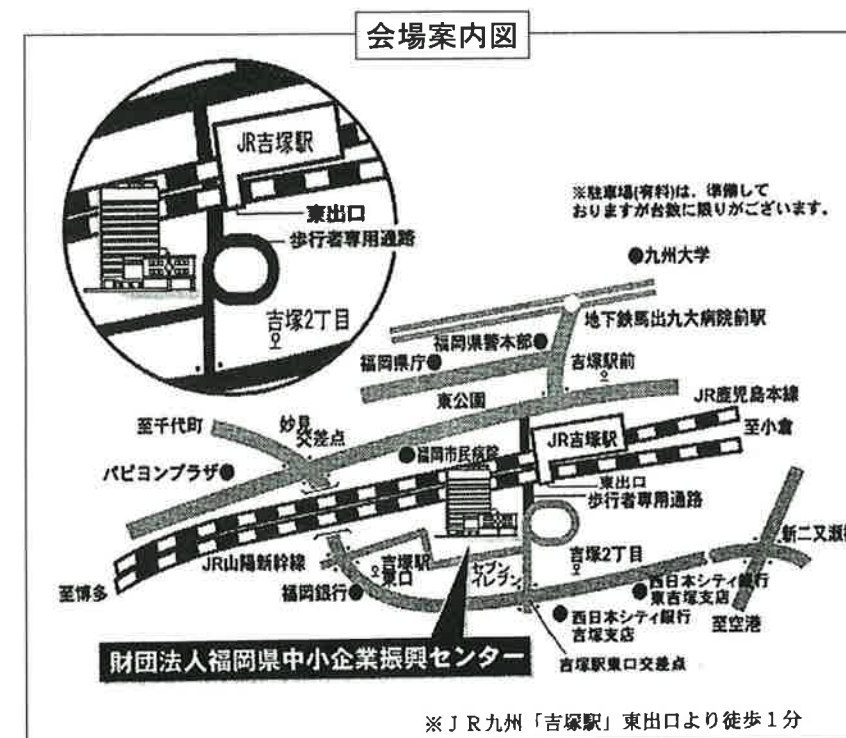 会場案内図
JR吉塚駅
東出口
歩行者専用通路
吉塚2丁目
※駐車場(有料)は、準備して
おりますが台数に限りがございます。
九州大学
地下鉄馬出九大病院前駅
福岡県警本部
福岡県庁
吉塚駅前
東公園
JR鹿児島本線
至千代町
妙見
交差点
福岡市民病院
JR吉塚駅
至小倉
パピヨンプラザ
東出口
歩行者専用通路
JR山陽新幹線
吉塚駅
東口
セブン
イレブン
吉塚2丁目
新二又瀬
至博多
福岡銀行
西日本シティ銀行
東吉塚支店
西日本シティ銀行
吉塚支店
至空港
財団法人福岡県中小企業振興センター
吉塚駅東口交差点
※JR九州「吉塚駅」東出口より徒歩1分